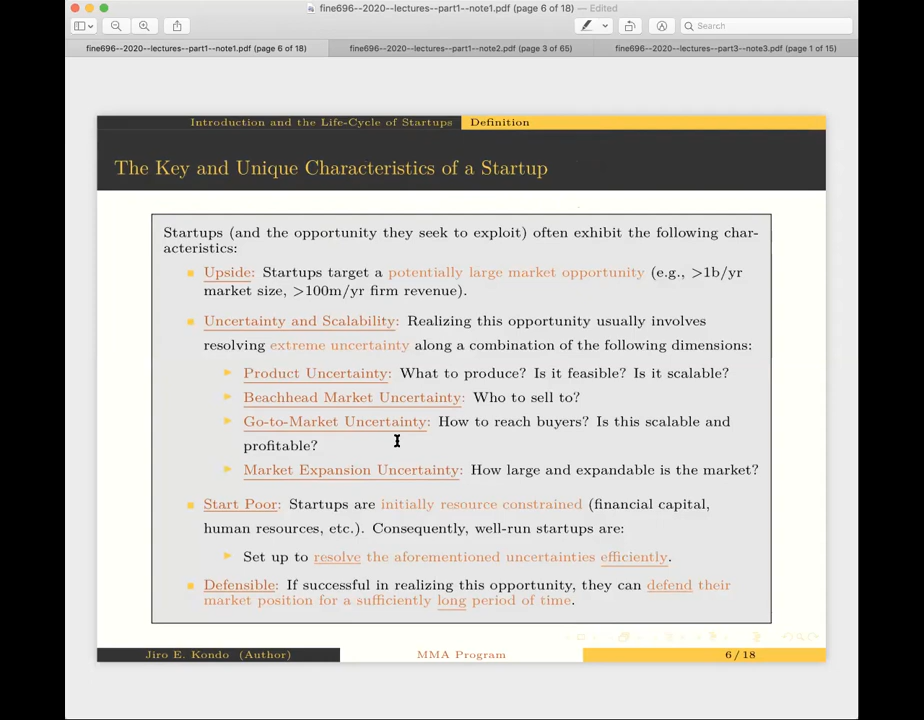 fine696--2020--lectures--part1--note1.pdf (page 6 of 18) — Edited
Search
fine696--2020--lectures--part1--note1.pdf (page 6 of 18)
fine696--2020--lectures--part1--note2.pdf (page 3 of 65)
fine696--2020--lectures--part3--note3.pdf (page 1 of 15)
Introduction and the Life-Cycle of Startups
Definition
The Key and Unique Characteristics of a Startup
Startups (and the opportunity they seek to exploit) often exhibit the following char-
acteristics:
Upside: Startups target a potentially large market opportunity (e.g., >1b/yr
market size, >100m/yr firm revenue).
Uncertainty and Scalability: Realizing this opportunity usually involves
resolving extreme uncertainty along a combination of the following dimensions:
Product Uncertainty: What to produce? Is it feasible? Is it scalable?
Beachhead Market Uncertainty: Who to sell to?
Go-to-Market Uncertainty: How to reach buyers? Is this scalable and
profitable?
Market Expansion Uncertainty: How large and expandable is the market?
Start Poor: Startups are initially resource constrained (financial capital,
human resources, etc.). Consequently, well-run startups are:
Set up to resolve the aforementioned uncertainties efficiently.
Defensible: If successful in realizing this opportunity, they can defend their
market position for a sufficiently long period of time.
Jiro E. Kondo (Author)
MMA Program
6/18